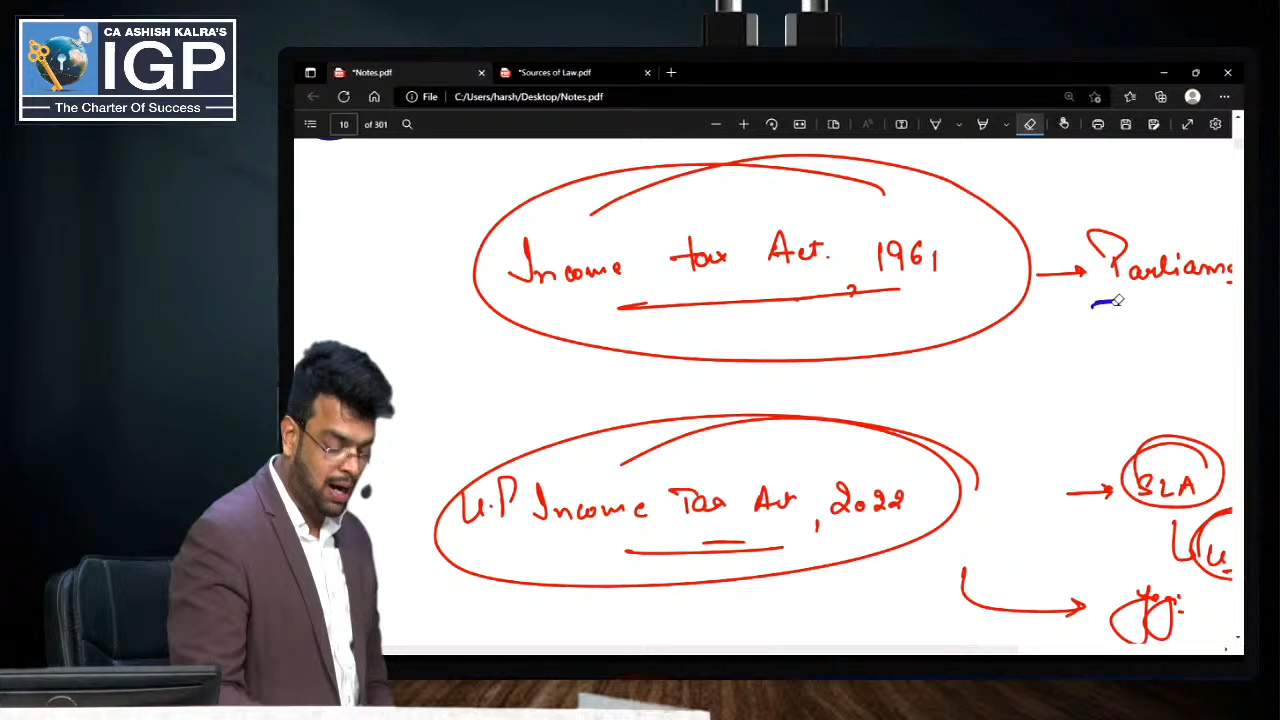 CA ASHISH KALRA'S
IGP
The Charter Of Success
*Notes.pdf
*Sources of Law.pdf
File
C:/Users/harsh/Desktop/Notes.pdf
10 of 301
Income tax Act. 1961
Parliame
U.P Income Tax Act, 2022
SLA
U
Yogi